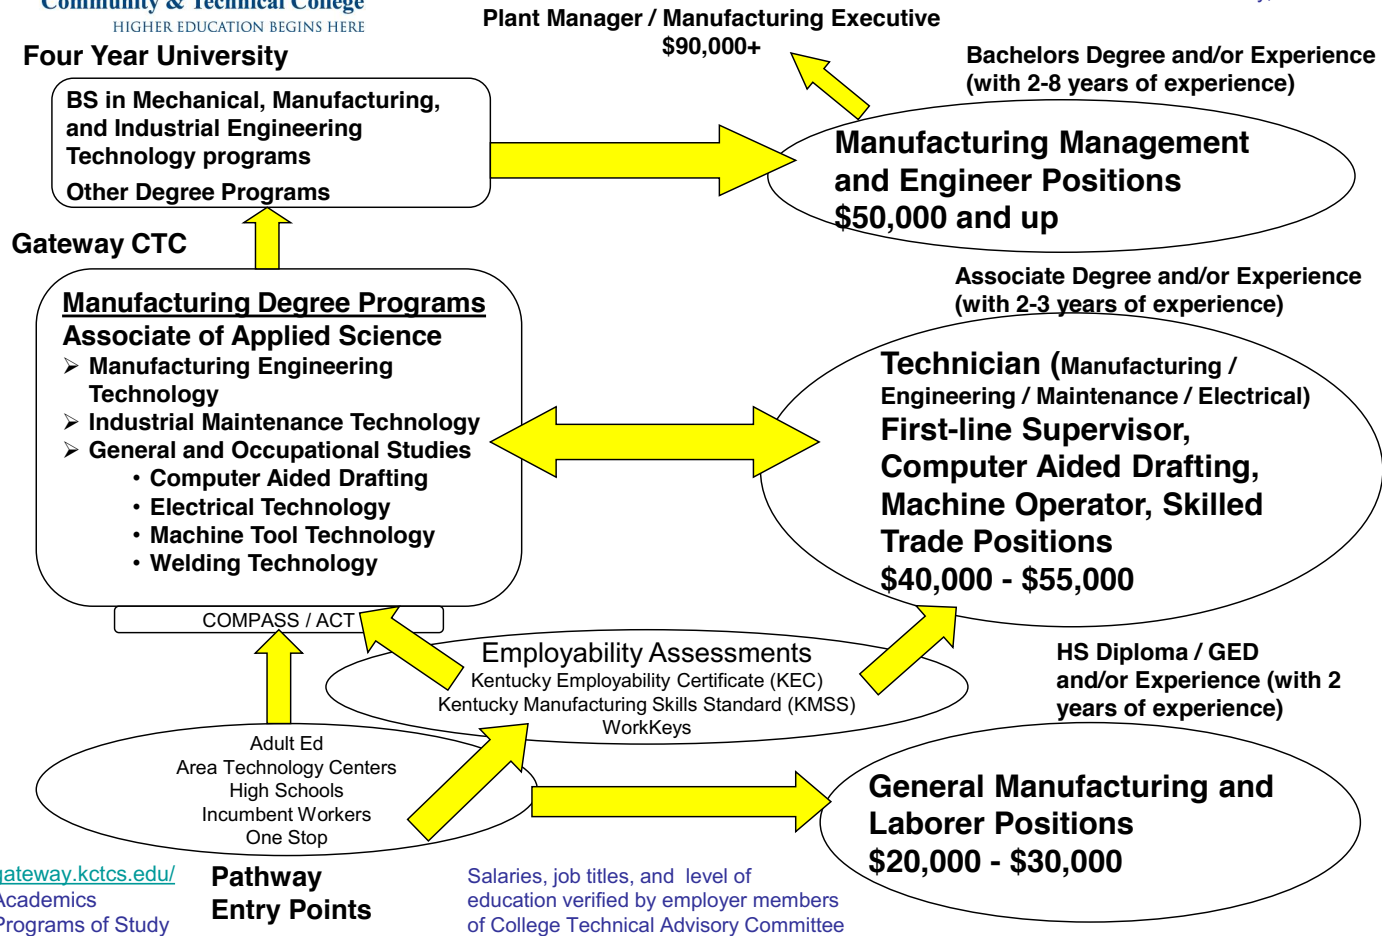 Community & Technical College
HIGHER EDUCATION BEGINS HERE
Plant Manager / Manufacturing Executive
$90,000+
Four Year University
BS in Mechanical, Manufacturing,
and Industrial Engineering
Technology programs
Other Degree Programs
Bachelors Degree and/or Experience
(with 2-8 years of experience)
Manufacturing Management
and Engineer Positions
$50,000 and up
Gateway CTC
Manufacturing Degree Programs
Associate of Applied Science
➢ Manufacturing Engineering
Technology
➢ Industrial Maintenance Technology
➢ General and Occupational Studies
• Computer Aided Drafting
• Electrical Technology
• Machine Tool Technology
• Welding Technology
COMPASS / ACT
Associate Degree and/or Experience
(with 2-3 years of experience)
Technician (Manufacturing /
Engineering / Maintenance / Electrical)
First-line Supervisor,
Computer Aided Drafting,
Machine Operator, Skilled
Trade Positions
$40,000 - $55,000
Employability Assessments
Kentucky Employability Certificate (KEC)
Kentucky Manufacturing Skills Standard (KMSS)
WorkKeys
HS Diploma / GED
and/or Experience (with 2
years of experience)
Adult Ed
Area Technology Centers
High Schools
Incumbent Workers
One Stop
General Manufacturing and
Laborer Positions
$20,000 - $30,000
gateway.kctcs.edu/
Academics
Programs of Study
Pathway
Entry Points
Salaries, job titles, and level of
education verified by employer members
of College Technical Advisory Committee